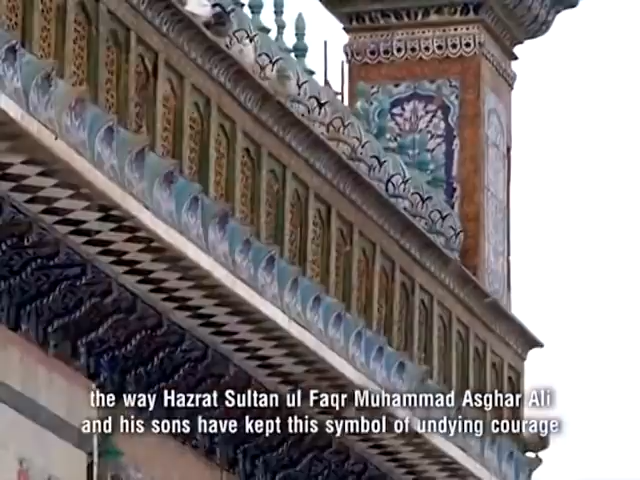 the way Hazrat Sultan ul Faqr Muhammad Asghar Ali
and his sons have kept this symbol of undying courage